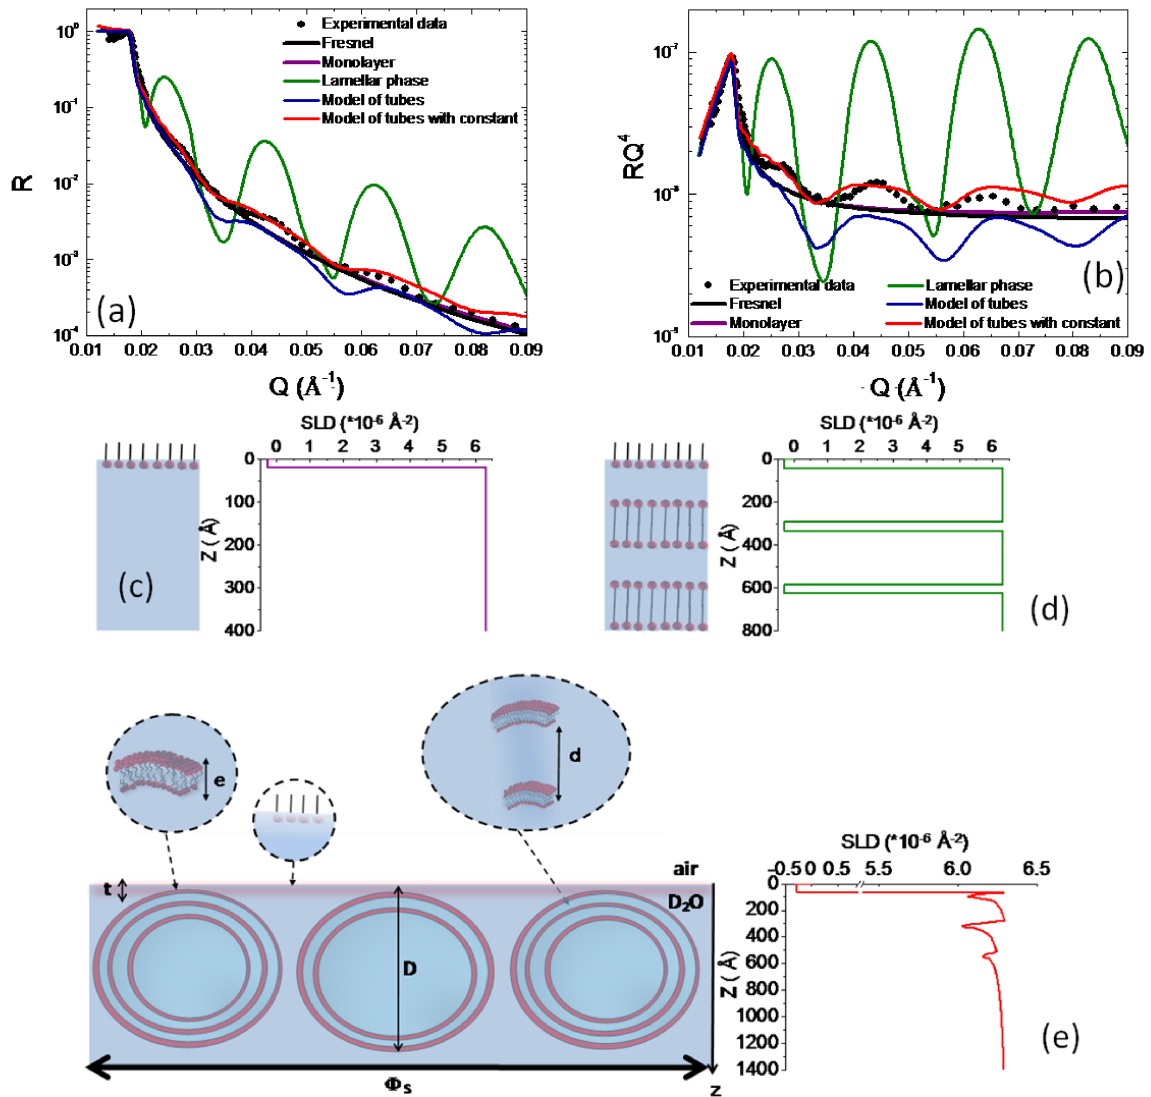 10⁰
10⁻¹
10⁻²
10⁻³
10⁻⁴
R
Experimental data
Fresnel
Monolayer
Lamellar phase
Model of tubes
Model of tubes with constant
(a)
0.01 0.02 0.03 0.04 0.05 0.06 0.07 0.08 0.09
Q (Å⁻¹)
10⁻⁷
10⁻⁸
10⁻⁹
RQ⁴
(b)
Experimental data
Fresnel
Monolayer
Lamellar phase
Model of tubes
Model of tubes with constant
0.01 0.02 0.03 0.04 0.05 0.06 0.07 0.08 0.09
Q (Å⁻¹)
SLD (*10⁻⁶ Å⁻²)
0 1 2 3 4 5 6
0
100
200
300
400
Z ( Å)
(c)
SLD (*10⁻⁶ Å⁻²)
0 1 2 3 4 5 6
0
200
400
600
800
Z ( Å)
(d)
e
d
t
air
D₂O
D
Φs
z
SLD (*10⁻⁶ Å⁻²)
-0.5 0 0.5 5.5 6.0 6.5
0
200
400
600
800
1000
1200
1400
Z ( Å)
(e)